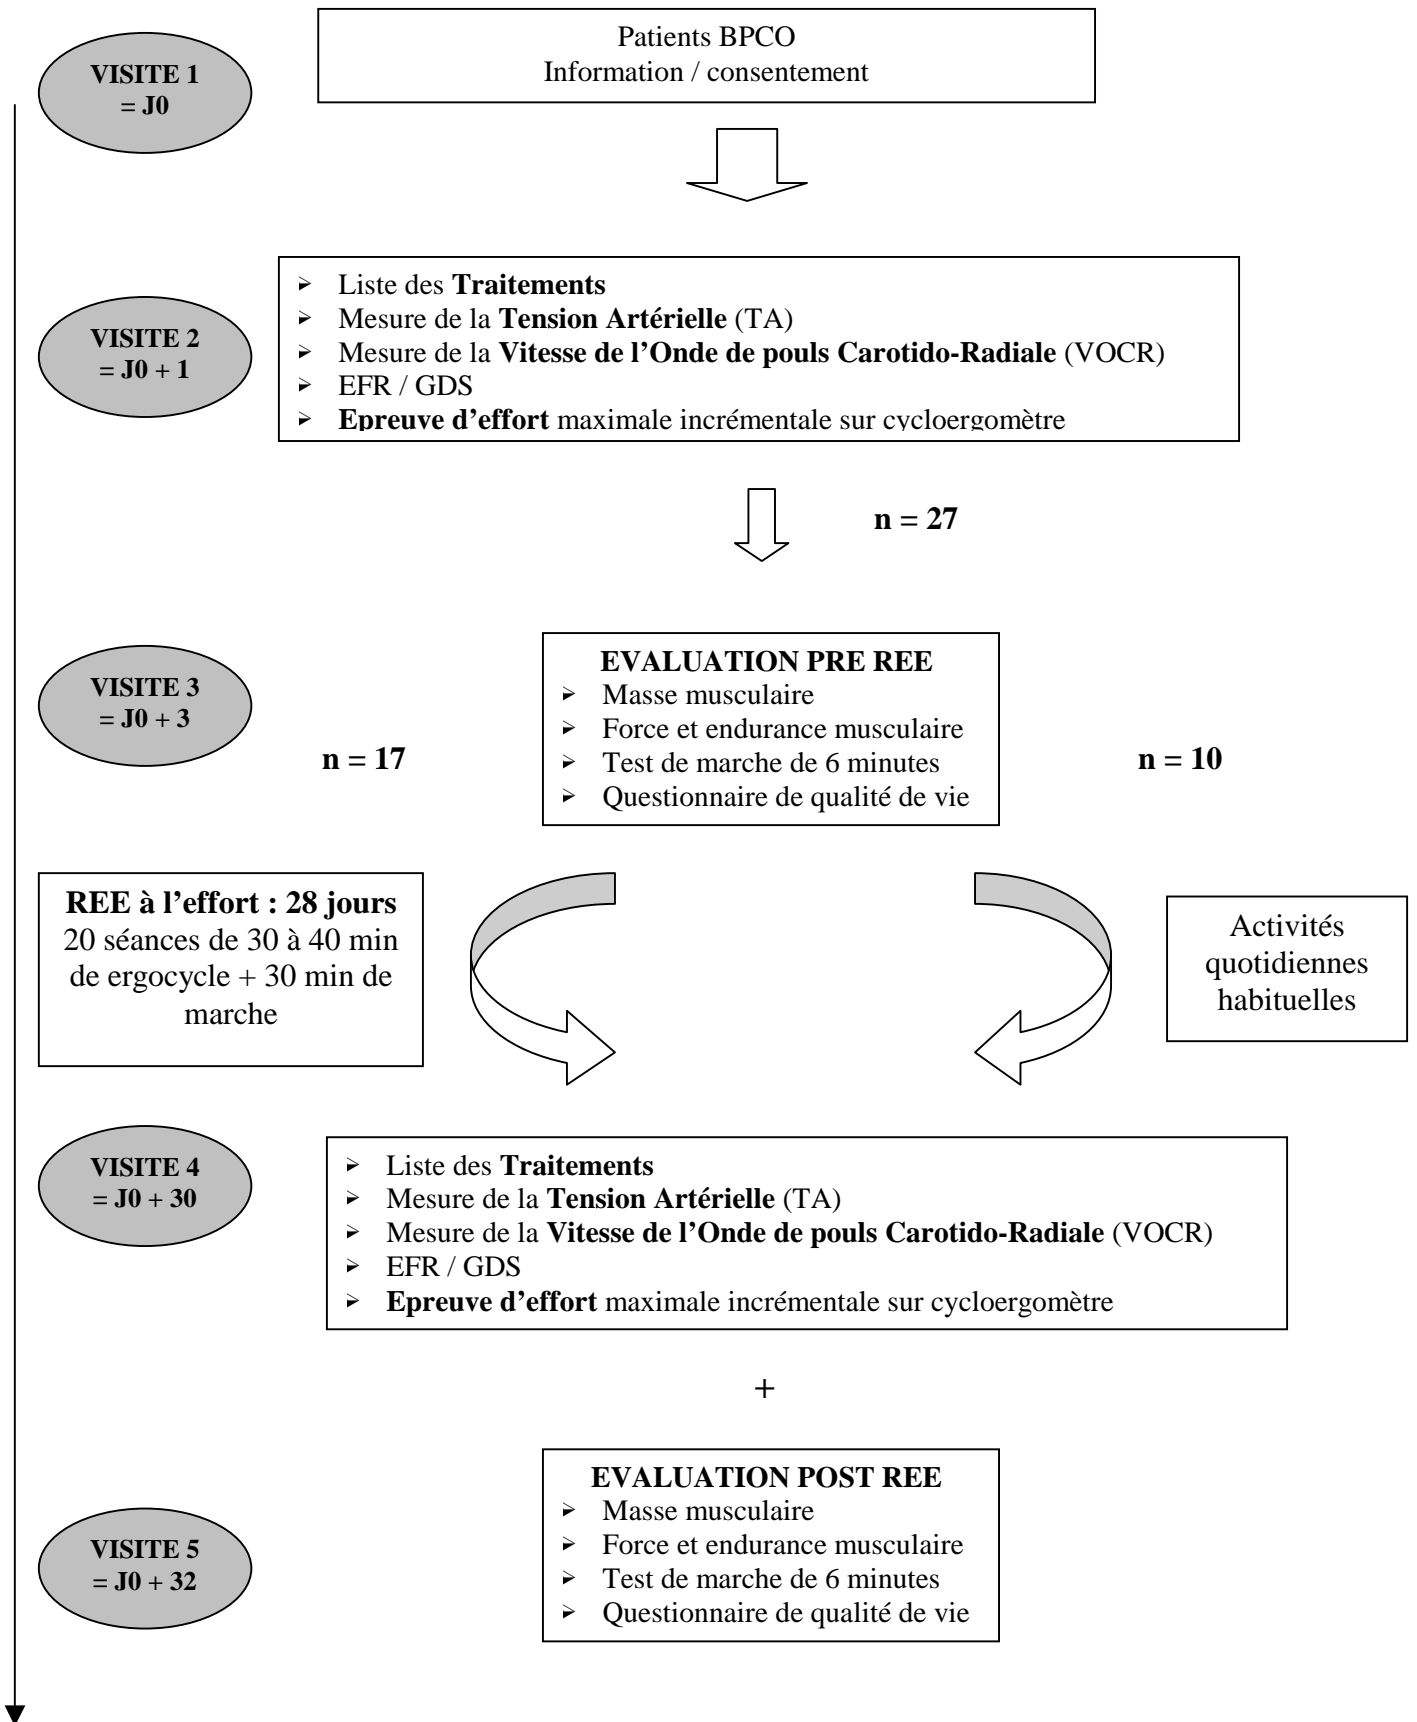 VISITE 1
= J0
Patients BPCO
Information / consentement
VISITE 2
= J0 + 1
➢ Liste des Traitements
➢ Mesure de la Tension Artérielle (TA)
➢ Mesure de la Vitesse de l’Onde de pouls Carotido-Radiale (VOCR)
➢ EFR / GDS
➢ Epreuve d’effort maximale incrémentale sur cycloergomètre
n = 27
VISITE 3
= J0 + 3
n = 17
EVALUATION PRE REE
➢ Masse musculaire
➢ Force et endurance musculaire
➢ Test de marche de 6 minutes
➢ Questionnaire de qualité de vie
n = 10
REE à l’effort : 28 jours
20 séances de 30 à 40 min
de ergocycle + 30 min de
marche
Activités
quotidiennes
habituelles
VISITE 4
= J0 + 30
➢ Liste des Traitements
➢ Mesure de la Tension Artérielle (TA)
➢ Mesure de la Vitesse de l’Onde de pouls Carotido-Radiale (VOCR)
➢ EFR / GDS
➢ Epreuve d’effort maximale incrémentale sur cycloergomètre
+
VISITE 5
= J0 + 32
EVALUATION POST REE
➢ Masse musculaire
➢ Force et endurance musculaire
➢ Test de marche de 6 minutes
➢ Questionnaire de qualité de vie